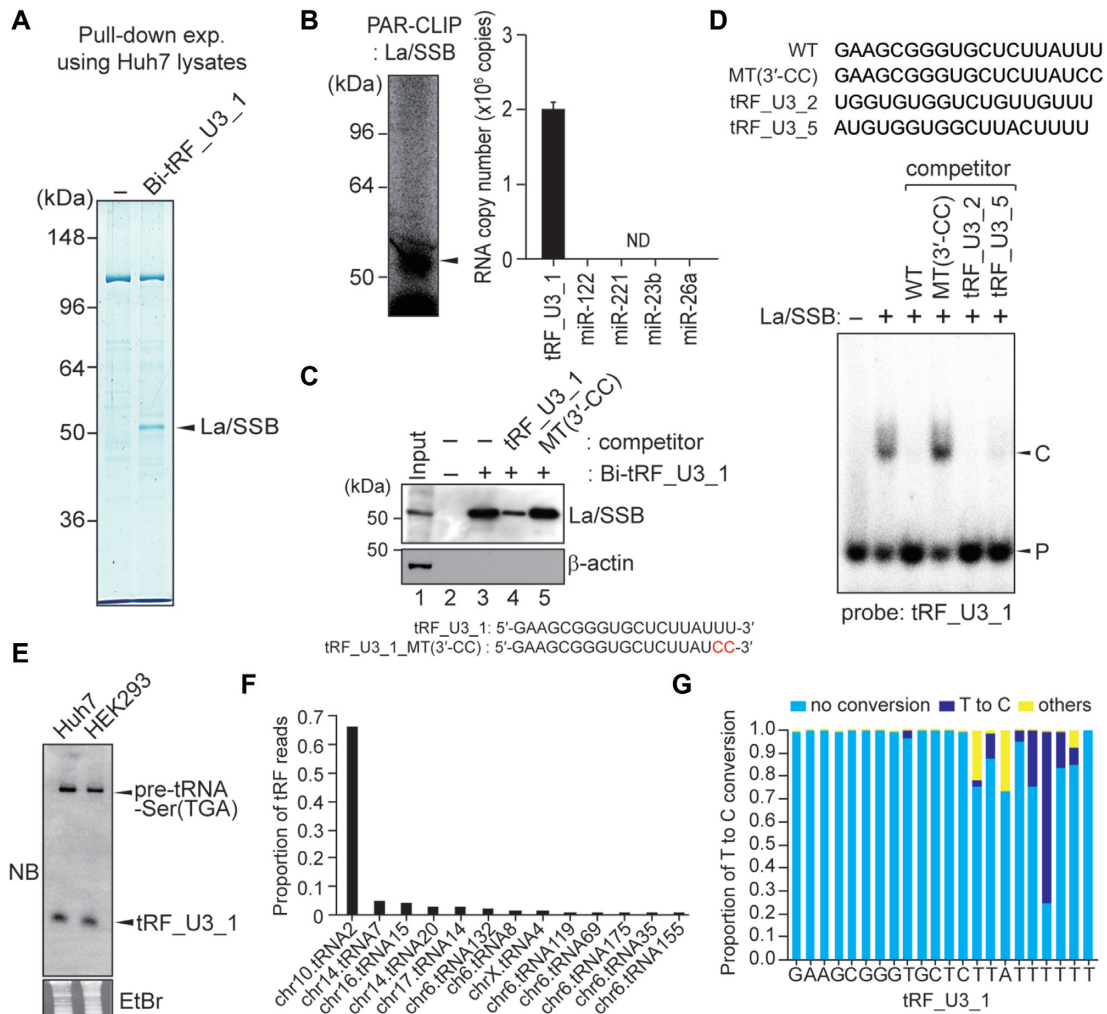 A
Pull-down exp.
using Huh7 lysates
–
Bi-tRF_U3_1
(kDa)
148
96
64
50
36
La/SSB
B
PAR-CLIP
: La/SSB
(kDa)
96
64
50
RNA copy number (x10⁶ copies)
3
2
1
0
ND
tRF_U3_1
miR-122
miR-221
miR-23b
miR-26a
C
Input
– – tRF_U3_1 MT(3′-CC) : competitor
– + + + : Bi-tRF_U3_1
(kDa)
50
La/SSB
50
β-actin
1 2 3 4 5
tRF_U3_1: 5′-GAAGCGGGUGCUCUUAUUU-3′
tRF_U3_1_MT(3′-CC) : 5′-GAAGCGGGUGCUCUUAUCC-3′
D
WT GAAGCGGGUGCUCUUAUUU
MT(3′-CC) GAAGCGGGUGCUCUUAUCC
tRF_U3_2 UGGUGUGGUCUGUUGUUU
tRF_U3_5 AUGUGGUGGCUUACUUUU
competitor
WT
MT(3′-CC)
tRF_U3_2
tRF_U3_5
La/SSB: – + + + + +
C
P
probe: tRF_U3_1
E
Huh7
HEK293
pre-tRNA
-Ser(TGA)
NB
tRF_U3_1
EtBr
F
Proportion of tRF reads
0.7
0.6
0.5
0.4
0.3
0.2
0.1
0
chr10.tRNA2
chr14.tRNA7
chr16.tRNA15
chr14.tRNA20
chr17.tRNA14
chr6.tRNA132
chr6.tRNA8
chrX.tRNA4
chr6.tRNA119
chr6.tRNA69
chr6.tRNA175
chr6.tRNA35
chr6.tRNA155
G
no conversion T to C others
Proportion of T to C conversion
1.0
0.9
0.8
0.7
0.6
0.5
0.4
0.3
0.2
0.1
0.0
GAAGCGGGTGCTCTTATTTTTT
tRF_U3_1